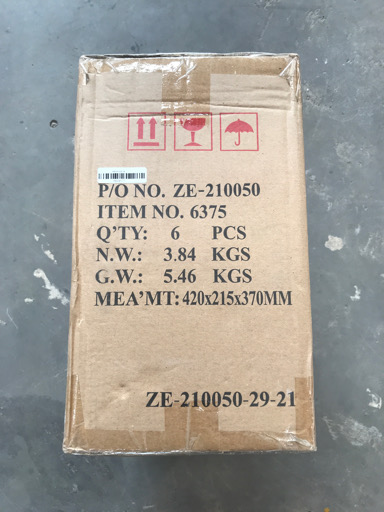 P/O NO. ZE-210050
ITEM NO. 6375
Q'TY: 6 PCS
N.W.: 3.84 KGS
G.W.: 5.46 KGS
MEA'MT: 420x215x370MM
ZE-210050-29-21